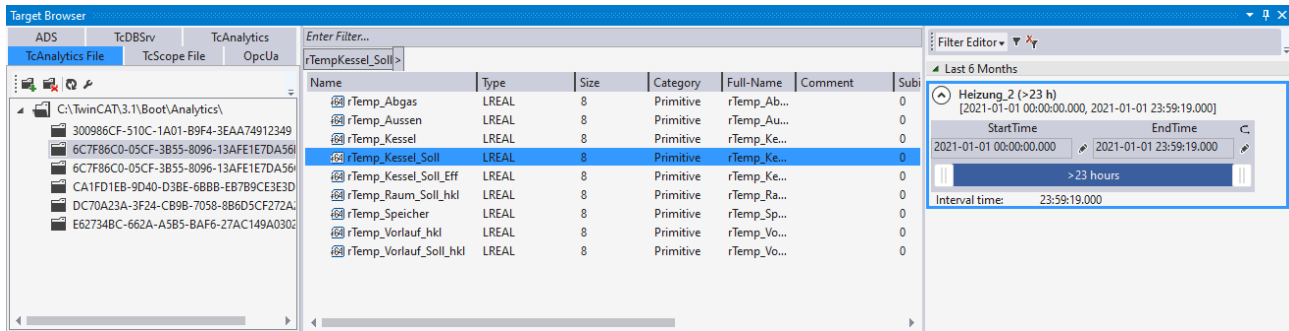 Target Browser
ADS TcDBSrv TcAnalytics
TcAnalytics File TcScope File OpcUa
C:\TwinCAT\3.1\Boot\Analytics\
300986CF-510C-1A01-B9F4-3EAA74912349
6C7F86C0-05CF-3B55-8096-13AFE1E7DA56
6C7F86C0-05CF-3B55-8096-13AFE1E7DA56
CA1FD1EB-9D40-D3BE-6BBB-EB7B9CE3E3D
DC70A23A-3F24-CB9B-7058-8B6D5CF272A
E62734BC-662A-A5B5-BAF6-27AC149A0302
Enter Filter...
rTempKessel_Soll >
Name Type Size Category Full-Name Comment Subi
rTemp_Abgas LREAL 8 Primitive rTemp_Ab... 0
rTemp_Aussen LREAL 8 Primitive rTemp_Au... 0
rTemp_Kessel LREAL 8 Primitive rTemp_Ke... 0
rTemp_Kessel_Soll LREAL 8 Primitive rTemp_Ke... 0
rTemp_Kessel_Soll_Eff LREAL 8 Primitive rTemp_Ke... 0
rTemp_Raum_Soll_hkl LREAL 8 Primitive rTemp_Ra... 0
rTemp_Speicher LREAL 8 Primitive rTemp_Sp... 0
rTemp_Vorlauf_hkl LREAL 8 Primitive rTemp_Vo... 0
rTemp_Vorlauf_Soll_hkl LREAL 8 Primitive rTemp_Vo... 0
Filter Editor
Last 6 Months
Heizung_2 (>23 h)
[2021-01-01 00:00:00.000, 2021-01-01 23:59:19.000]
StartTime EndTime
2021-01-01 00:00:00.000 2021-01-01 23:59:19.000
>23 hours
Interval time: 23:59:19.000